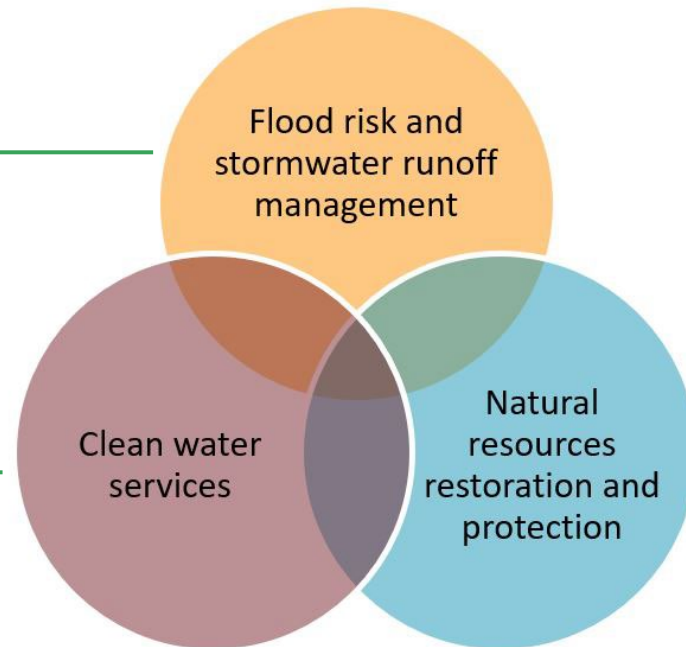 Flood risk and
stormwater runoff
management
Clean water
services
Natural
resources
restoration and
protection